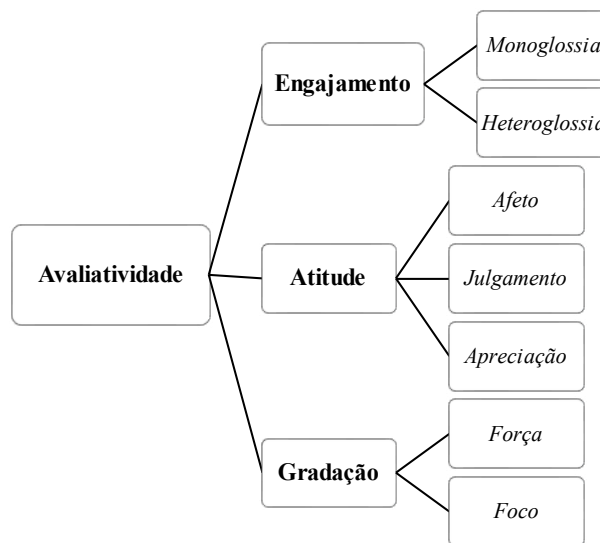 Avaliatividade
Engajamento
Monoglossia
Heteroglossia
Atitude
Afeto
Julgamento
Apreciação
Gradação
Força
Foco